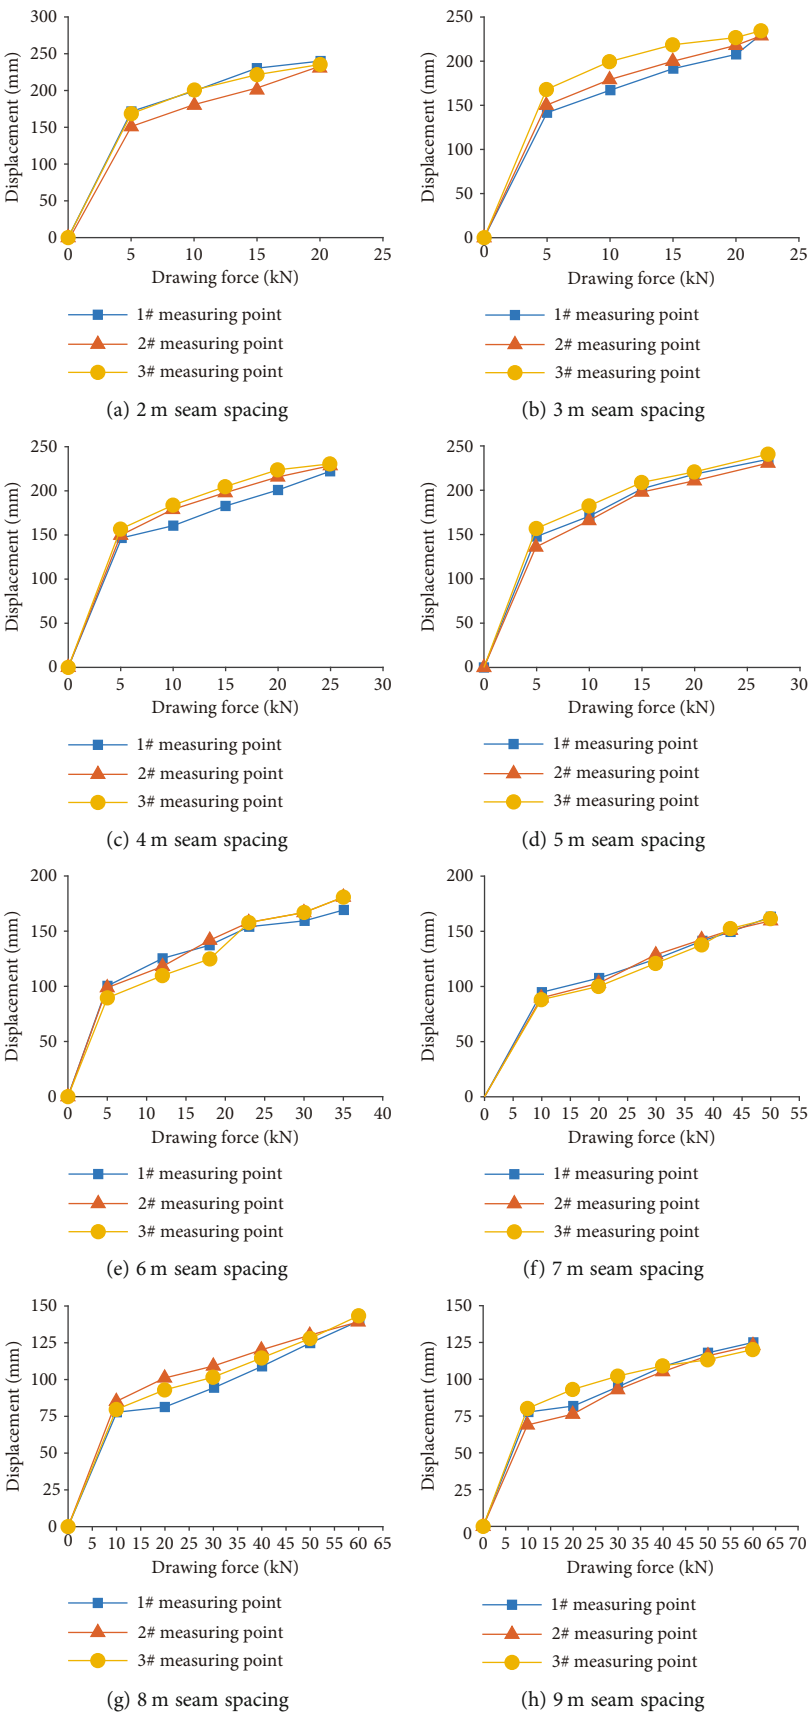 300
250
200
150
100
50
0
Displacement (mm)
0 5 10 15 20 25
Drawing force (kN)
1# measuring point
2# measuring point
3# measuring point
(a) 2 m seam spacing
250
200
150
100
50
0
Displacement (mm)
0 5 10 15 20 25
Drawing force (kN)
1# measuring point
2# measuring point
3# measuring point
(b) 3 m seam spacing
250
200
150
100
50
0
Displacement (mm)
0 5 10 15 20 25 30
Drawing force (kN)
1# measuring point
2# measuring point
3# measuring point
(c) 4 m seam spacing
250
200
150
100
50
0
Displacement (mm)
0 5 10 15 20 25 30
Drawing force (kN)
1# measuring point
2# measuring point
3# measuring point
(d) 5 m seam spacing
200
150
100
50
0
Displacement (mm)
0 5 10 15 20 25 30 35 40
Drawing force (kN)
1# measuring point
2# measuring point
3# measuring point
(e) 6 m seam spacing
200
150
100
50
0
Displacement (mm)
0 5 10 15 20 25 30 35 40 45 50 55
Drawing force (kN)
1# measuring point
2# measuring point
3# measuring point
(f) 7 m seam spacing
150
125
100
75
50
25
0
Displacement (mm)
0 5 10 15 20 25 30 35 40 45 50 55 60 65
Drawing force (kN)
1# measuring point
2# measuring point
3# measuring point
(g) 8 m seam spacing
150
125
100
75
50
25
0
Displacement (mm)
0 5 10 15 20 25 30 35 40 45 50 55 60 65 70
Drawing force (kN)
1# measuring point
2# measuring point
3# measuring point
(h) 9 m seam spacing